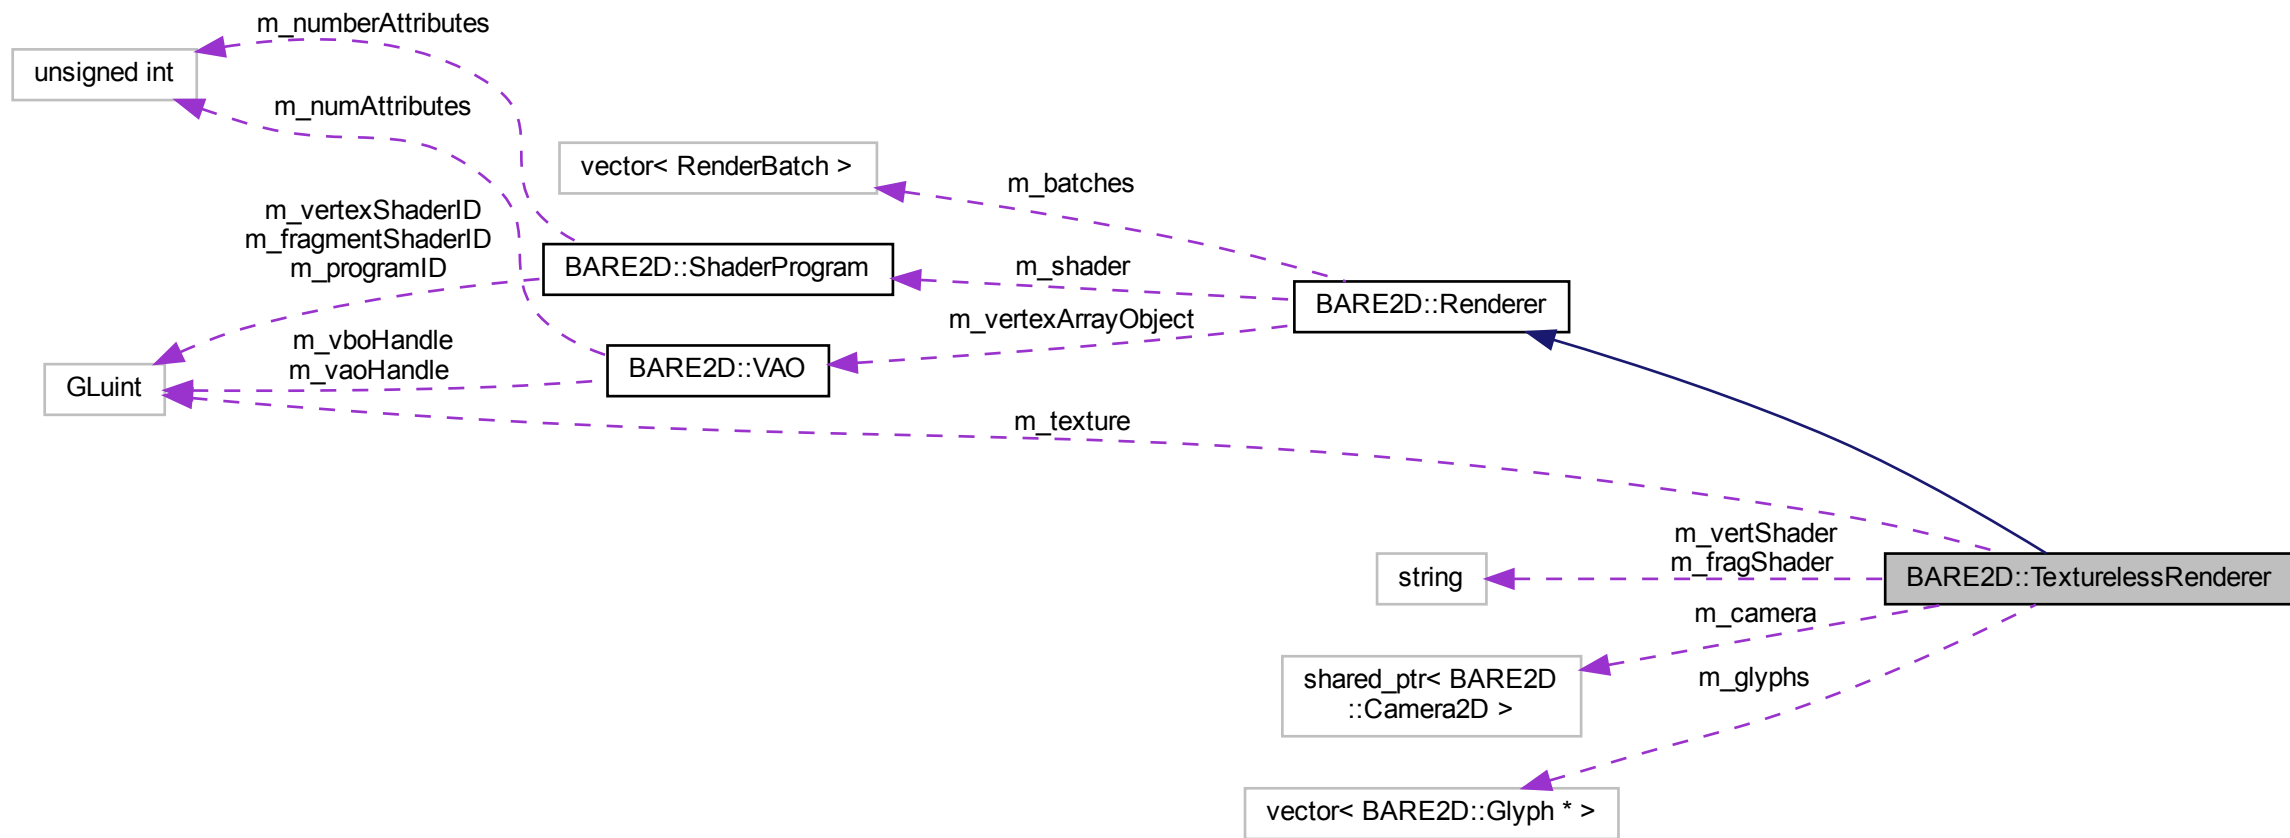 m_numberAttributes
unsigned int
m_numAttributes
vector< RenderBatch >
m_batches
m_vertexShaderID
m_fragmentShaderID
m_programID
BARE2D::ShaderProgram
m_shader
BARE2D::Renderer
m_vertexArrayObject
m_vboHandle
m_vaoHandle
BARE2D::VAO
GLuint
m_texture
m_vertShader
m_fragShader
string
BARE2D::TexturelessRenderer
m_camera
shared_ptr< BARE2D
::Camera2D >
m_glyphs
vector< BARE2D::Glyph * >